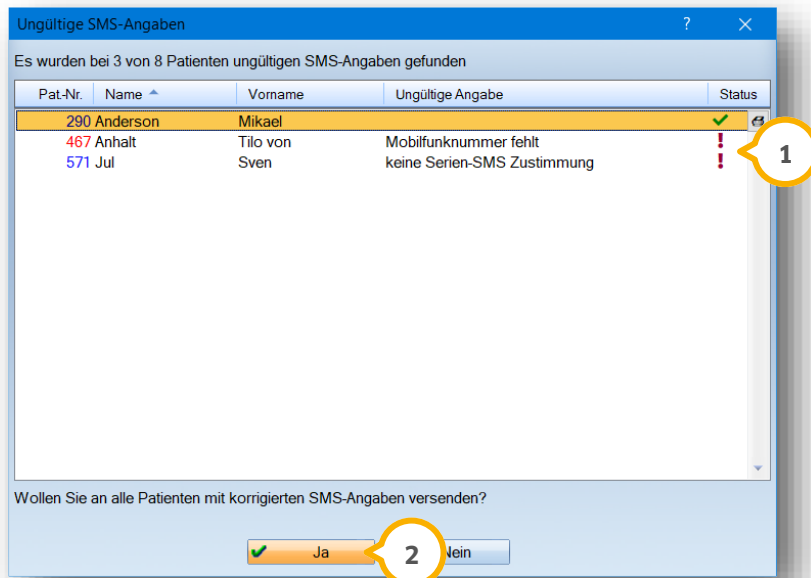 Ungültige SMS-Angaben ?
Es wurden bei 3 von 8 Patienten ungültigen SMS-Angaben gefunden
Pat.-Nr. Name Vorname Ungültige Angabe Status
290 Anderson Mikael
467 Anhalt Tilo von Mobilfunknummer fehlt !
571 Jul Sven keine Serien-SMS Zustimmung !
1
Wollen Sie an alle Patienten mit korrigierten SMS-Angaben versenden?
Ja 2 Nein